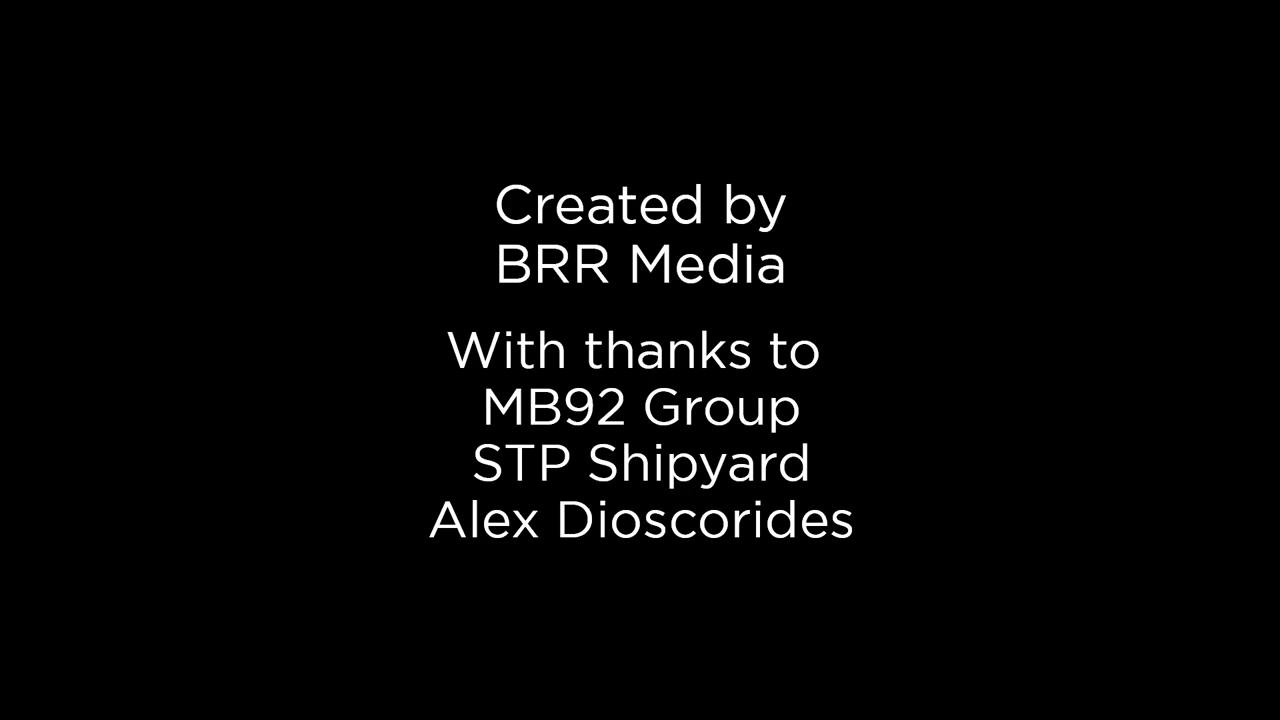 Created by
BRR Media
With thanks to
MB92 Group
STP Shipyard
Alex Dioscorides